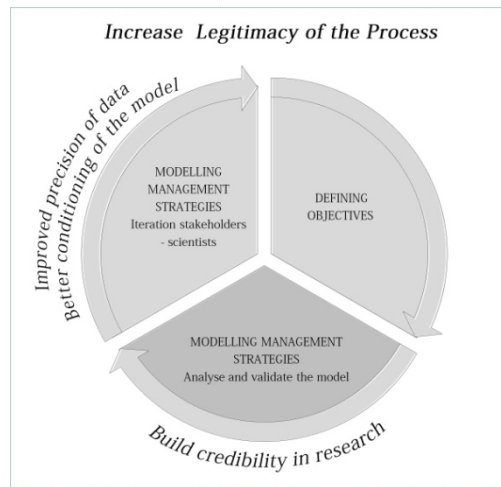 Increase Legitimacy of the Process
Improved precision of data
Better conditioning of the model
MODELLING
MANAGEMENT
STRATEGIES
Iteration stakeholders
- scientists
DEFINING
OBJECTIVES
MODELLING MANAGEMENT
STRATEGIES
Analyse and validate the model
Build credibility in research